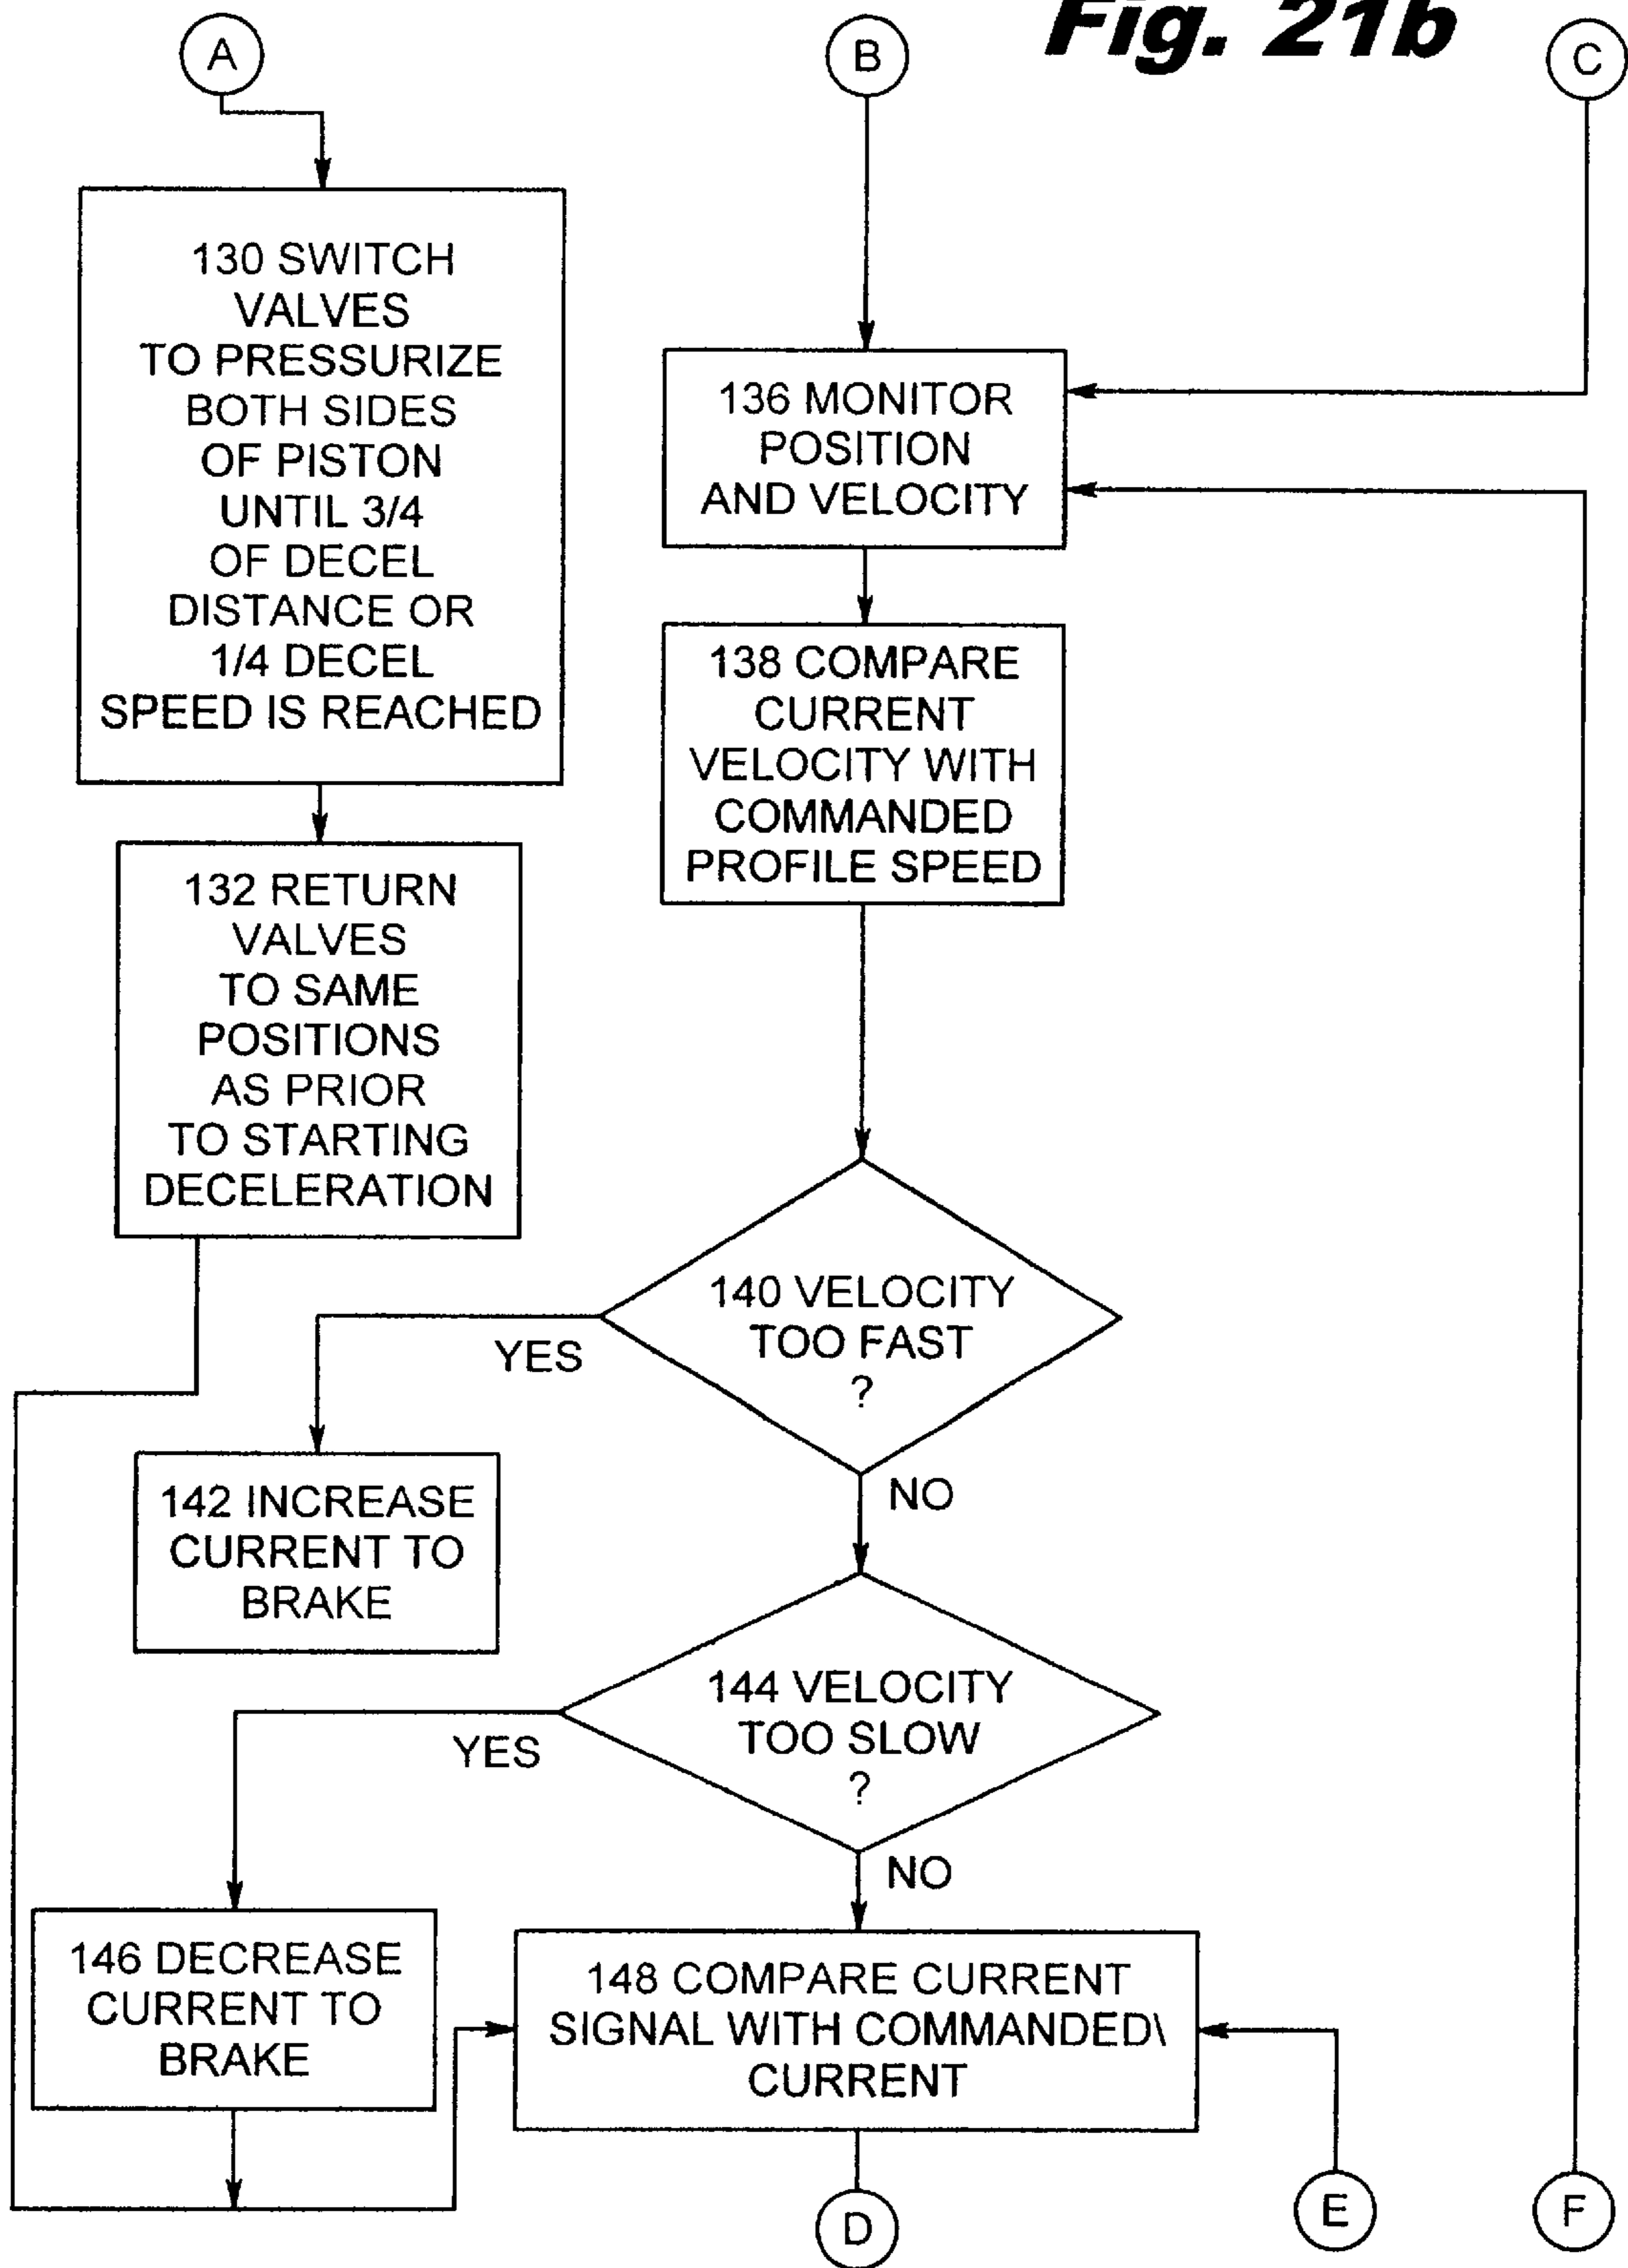 Fig. 21b
A
B
C
130 SWITCH
VALVES
TO PRESSURIZE
BOTH SIDES
OF PISTON
UNTIL 3/4
OF DECEL
DISTANCE OR
1/4 DECEL
SPEED IS REACHED
136 MONITOR
POSITION
AND VELOCITY
138 COMPARE
CURRENT
VELOCITY WITH
COMMANDED
PROFILE SPEED
132 RETURN
VALVES
TO SAME
POSITIONS
AS PRIOR
TO STARTING
DECELERATION
140 VELOCITY
TOO FAST
?
YES
NO
142 INCREASE
CURRENT TO
BRAKE
144 VELOCITY
TOO SLOW
?
YES
NO
146 DECREASE
CURRENT TO
BRAKE
148 COMPARE CURRENT
SIGNAL WITH COMMANDED\
CURRENT
D
E
F